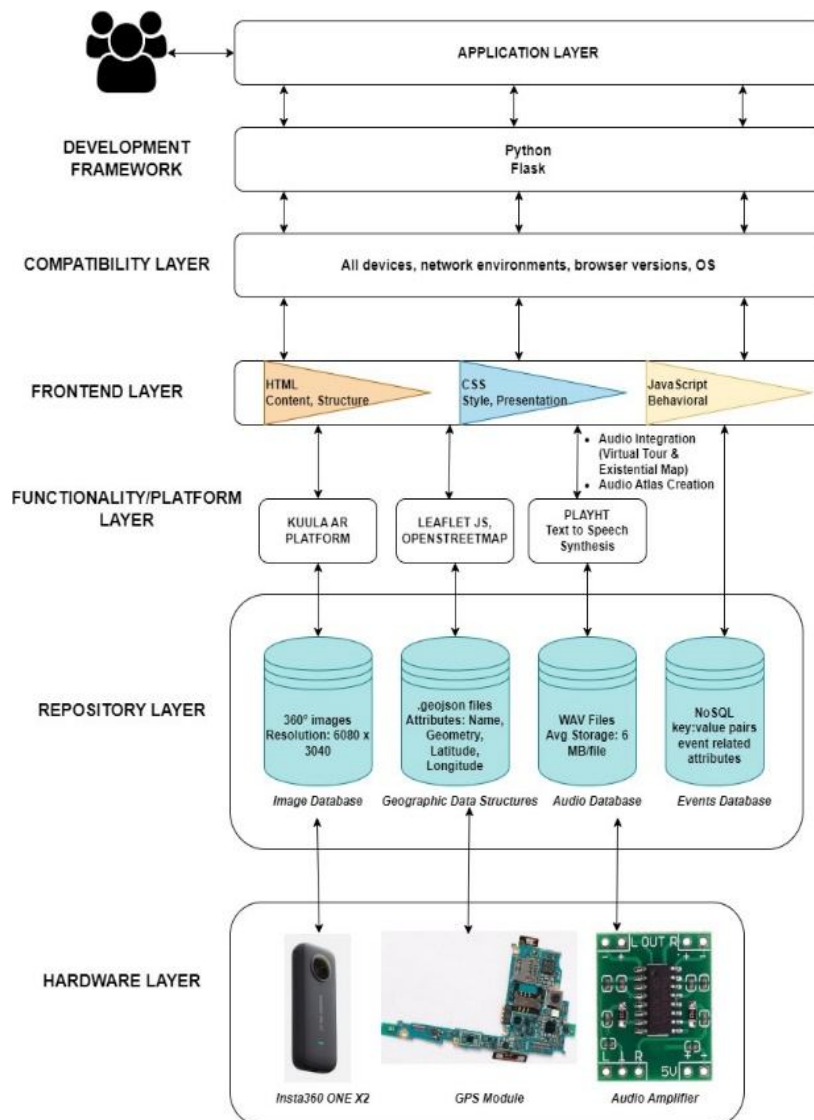 APPLICATION LAYER
DEVELOPMENT
FRAMEWORK
Python
Flask
COMPATIBILITY LAYER
All devices, network environments, browser versions, OS
FRONTEND LAYER
HTML
Content, Structure
CSS
Style, Presentation
JavaScript
Behavioral
• Audio Integration
(Virtual Tour &
Existential Map)
• Audio Atlas Creation
FUNCTIONALITY/PLATFORM
LAYER
KUULA AR
PLATFORM
LEAFLET JS,
OPENSTREETMAP
PLAYHT
Text to Speech
Synthesis
REPOSITORY LAYER
360° images
Resolution: 6080 x
3040
Image Database
.geojson files
Attributes: Name,
Geometry,
Latitude,
Longitude
Geographic Data Structures
WAV Files
Avg Storage: 6
MB/file
Audio Database
NoSQL
key:value pairs
event related
attributes
Events Database
HARDWARE LAYER
Insta360 ONE X2
GPS Module
L OUT R
- + + -
L ⊥ R 5V + -
Audio Amplifier